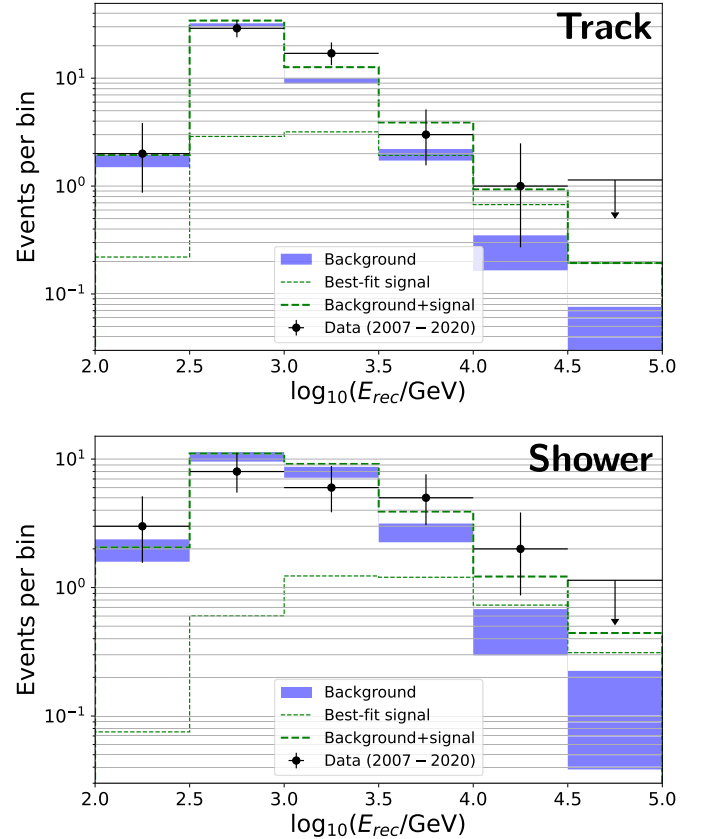 Track
Events per bin
10¹
10⁰
10⁻¹
Background
Best-fit signal
Background+signal
Data (2007−2020)
2.0 2.5 3.0 3.5 4.0 4.5 5.0
log₁₀(E_rec/GeV)
Shower
Events per bin
10¹
10⁰
10⁻¹
Background
Best-fit signal
Background+signal
Data (2007−2020)
2.0 2.5 3.0 3.5 4.0 4.5 5.0
log₁₀(E_rec/GeV)